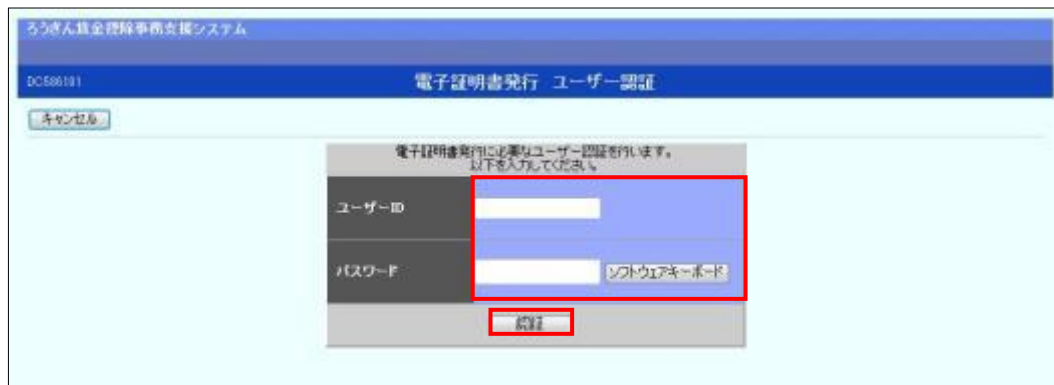 ろうきん賃金控除事務支援システム
DC586101
電子証明書発行 ユーザー認証
キャンセル
電子証明書発行に必要なユーザー認証を行います。
以下を入力してください。
ユーザーID
パスワード
ソフトウェアキーボード
認証